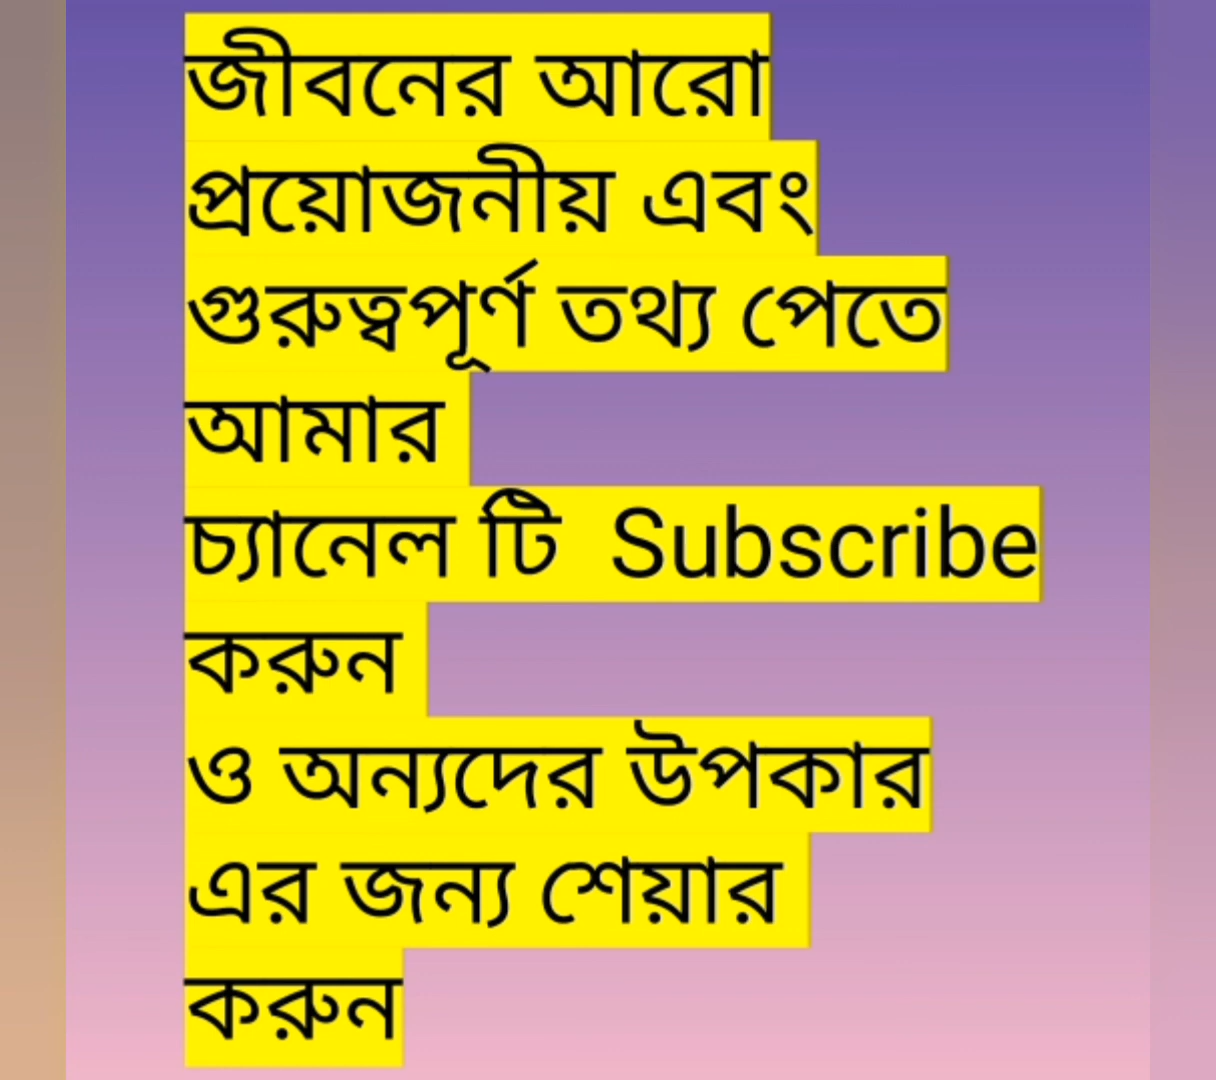 জীবনের আরো
প্রয়োজনীয় এবং
গুরুত্বপূর্ণ তথ্য পেতে
আমার
চ্যানেল টি  Subscribe
করুন
ও অন্যদের উপকার
এর জন্য শেয়ার
করুন